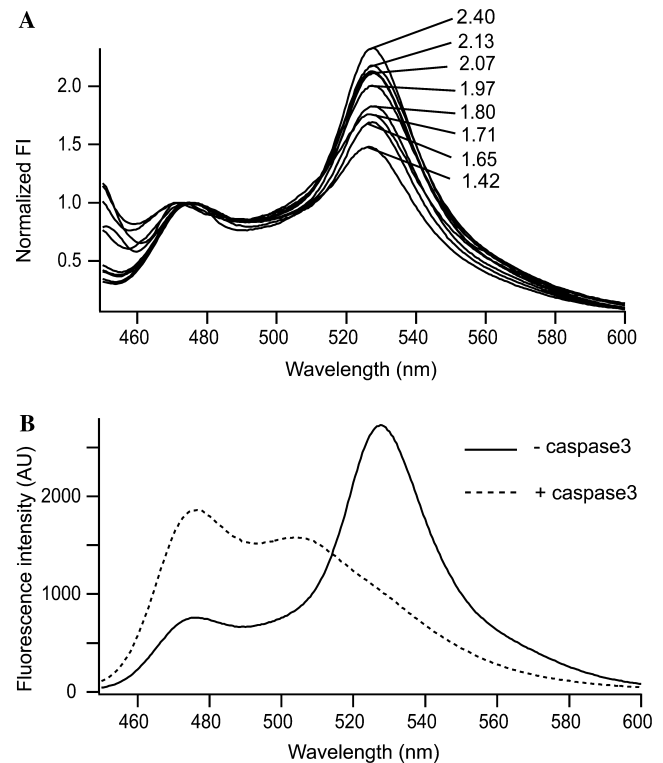 A
2.40
2.13
2.07
1.97
1.80
1.71
1.65
1.42
Normalized FI
2.0
1.5
1.0
0.5
460 480 500 520 540 560 580 600
Wavelength (nm)
B
- caspase3
+ caspase3
Fluorescence intensity (AU)
2000
1000
0
460 480 500 520 540 560 580 600
Wavelength (nm)